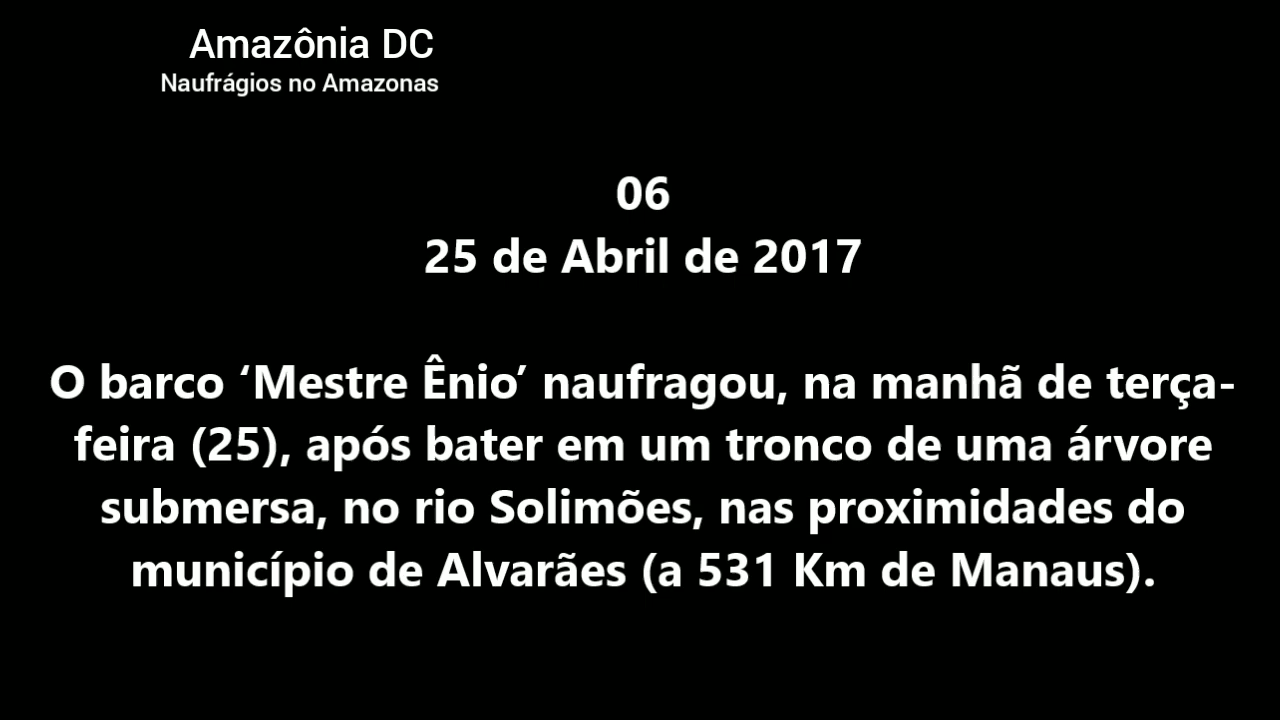 Amazônia DC
Naufrágios no Amazonas
06
25 de Abril de 2017
O barco ‘Mestre Ênio’ naufragou, na manhã de terça-
feira (25), após bater em um tronco de uma árvore
submersa, no rio Solimões, nas proximidades do
município de Alvarães (a 531 Km de Manaus).